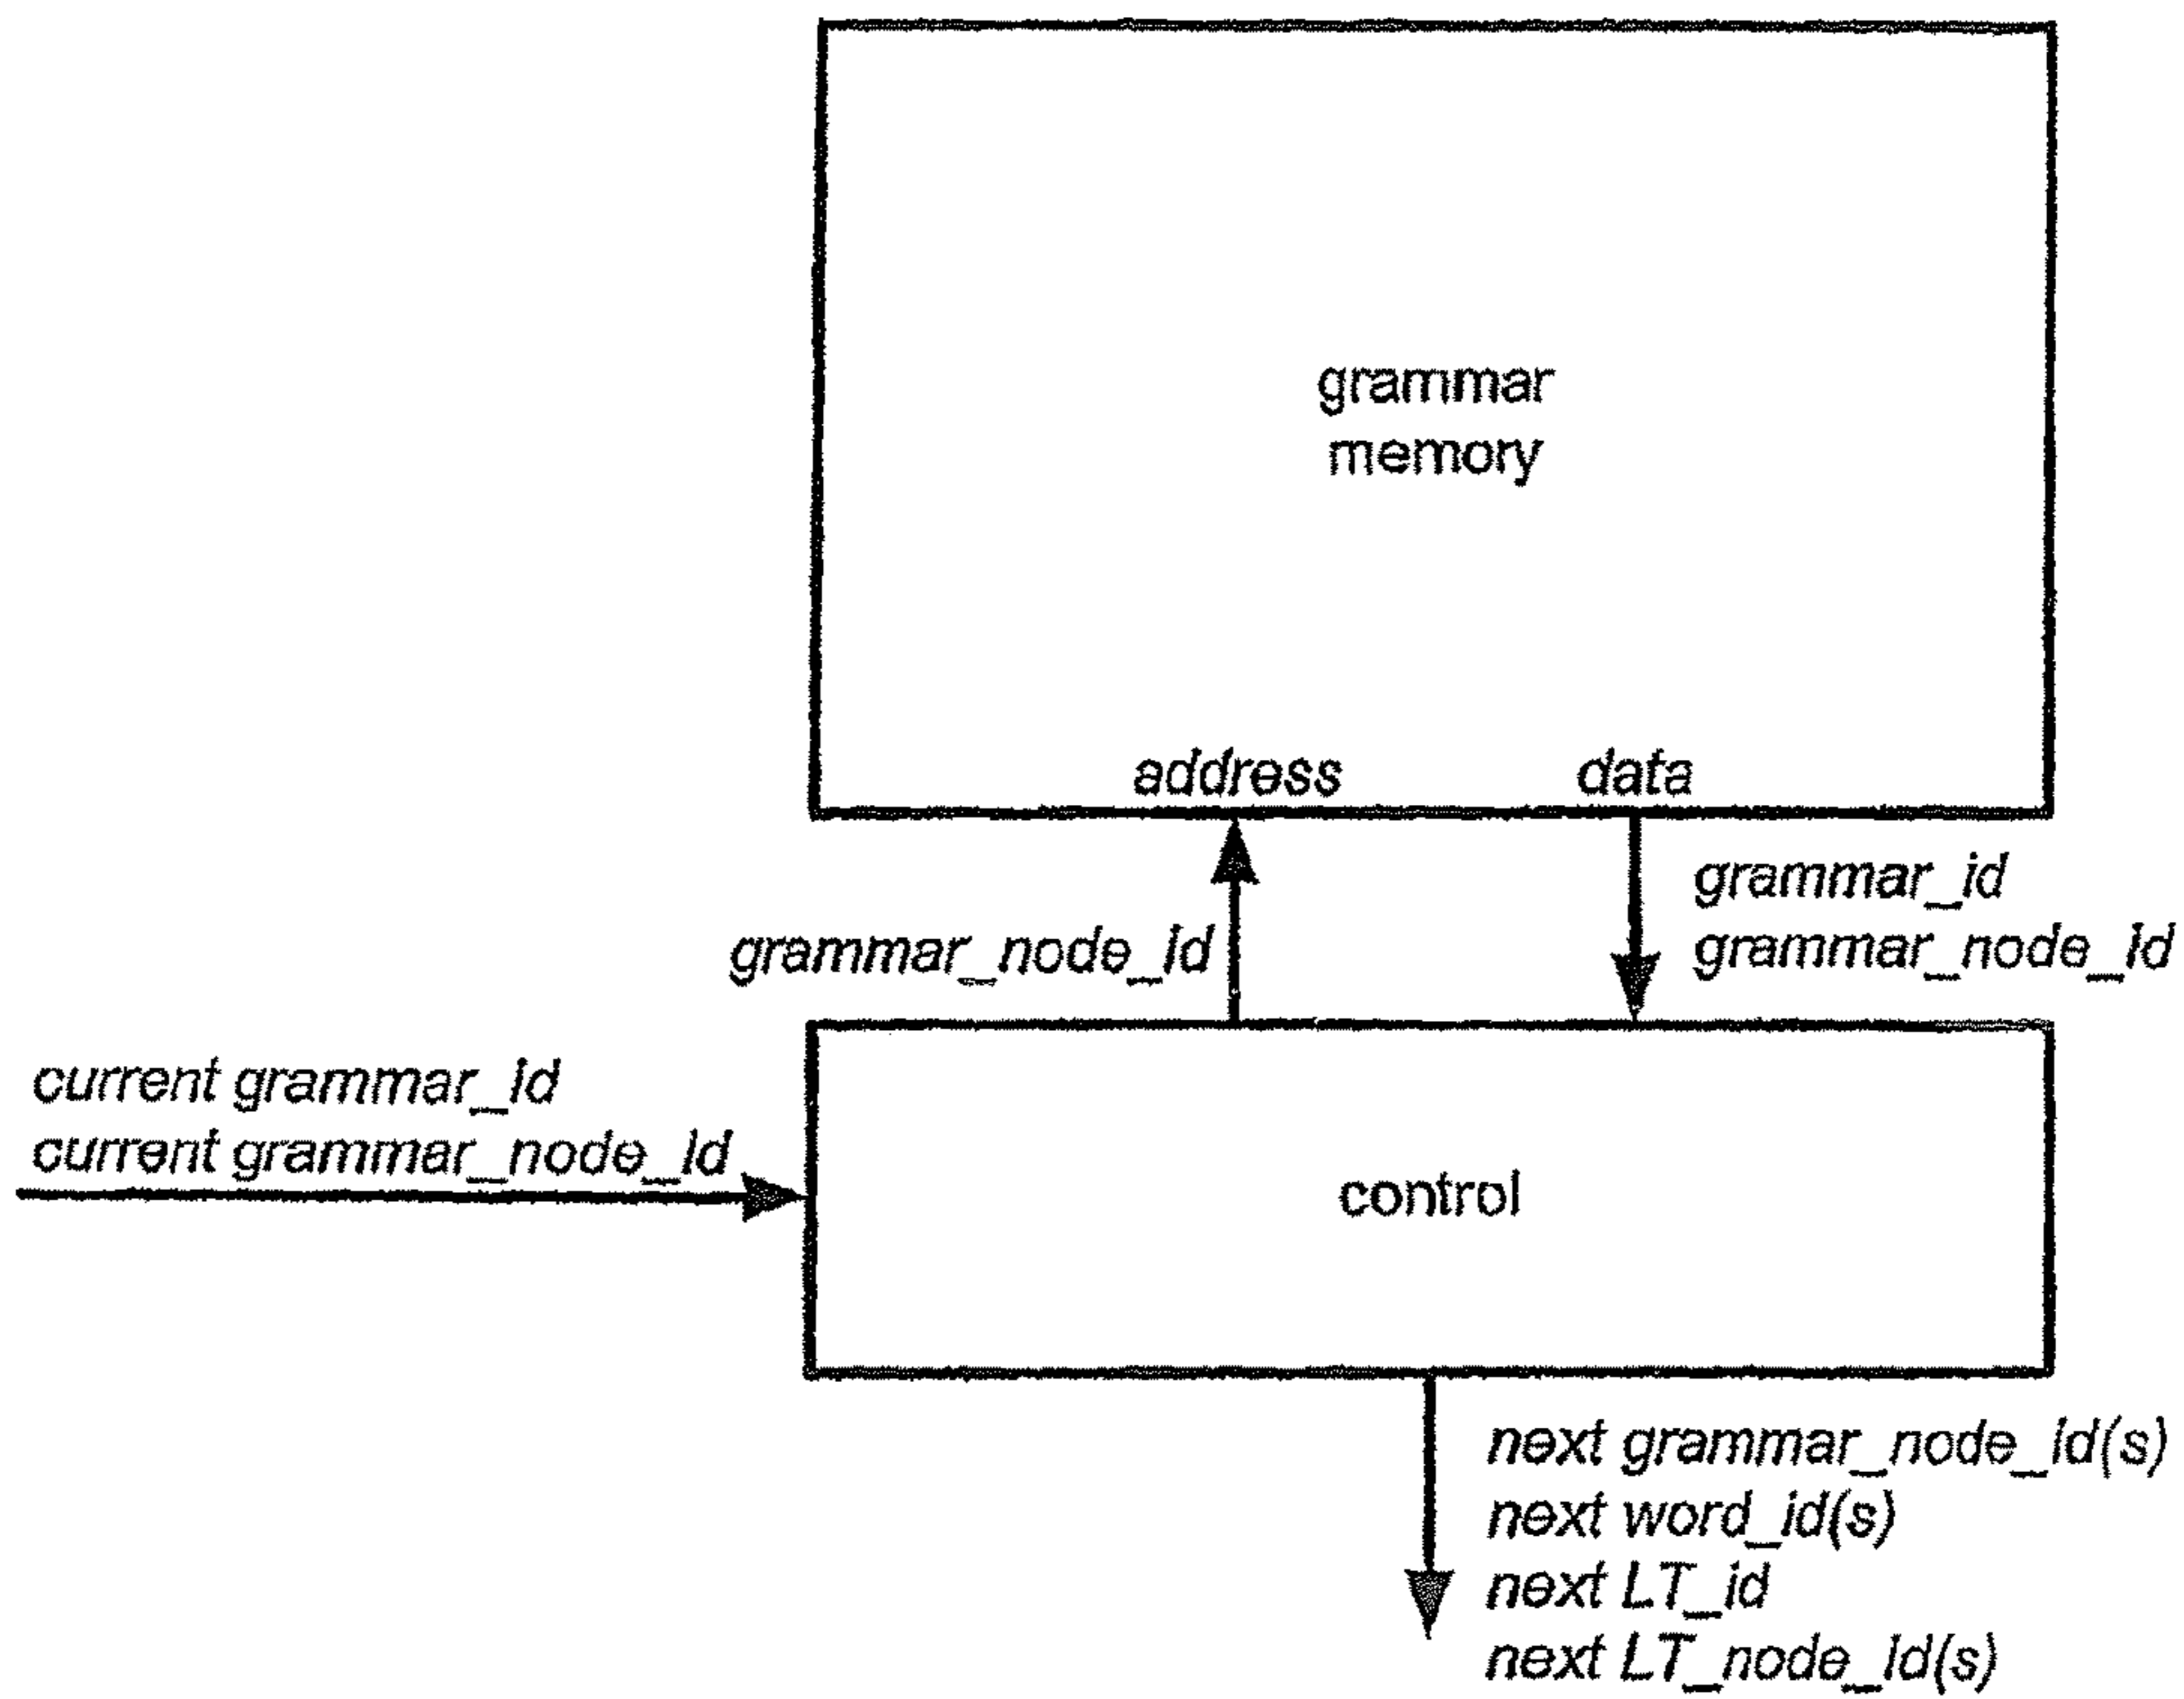 grammar
memory
address
data
grammar_id
grammar_node_id
grammar_node_id
current grammar_id
current grammar_node_id
control
next grammar_node_id(s)
next word_id(s)
next LT_id
next LT_node_id(s)